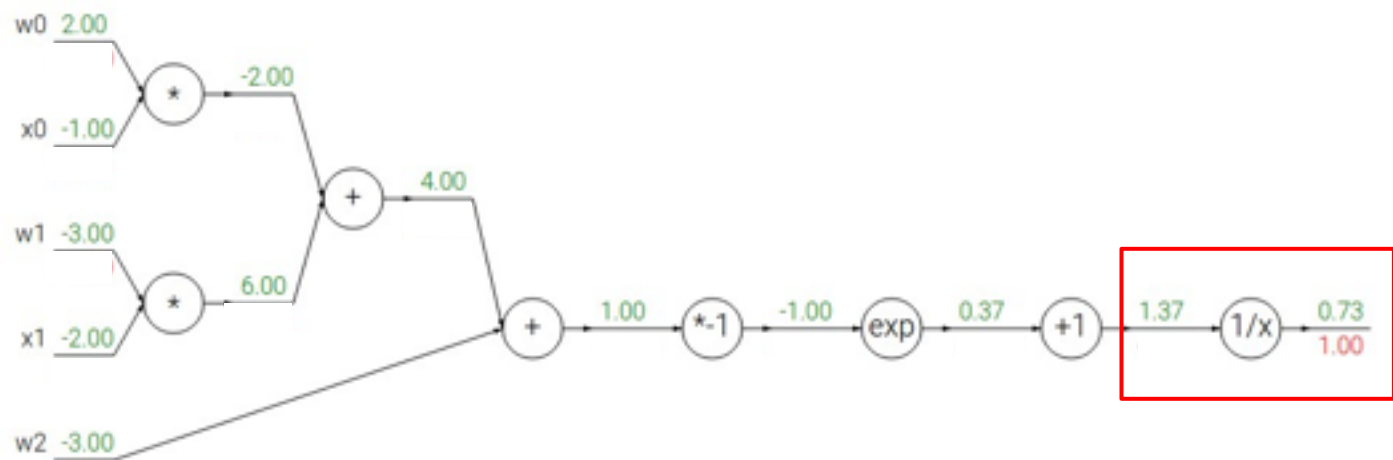 w0 2.00
* -2.00
x0 -1.00
+ 4.00
w1 -3.00
* 6.00
x1 -2.00
+ 1.00 *-1 -1.00 exp 0.37 +1 1.37 1/x 0.73
1.00
w2 -3.00